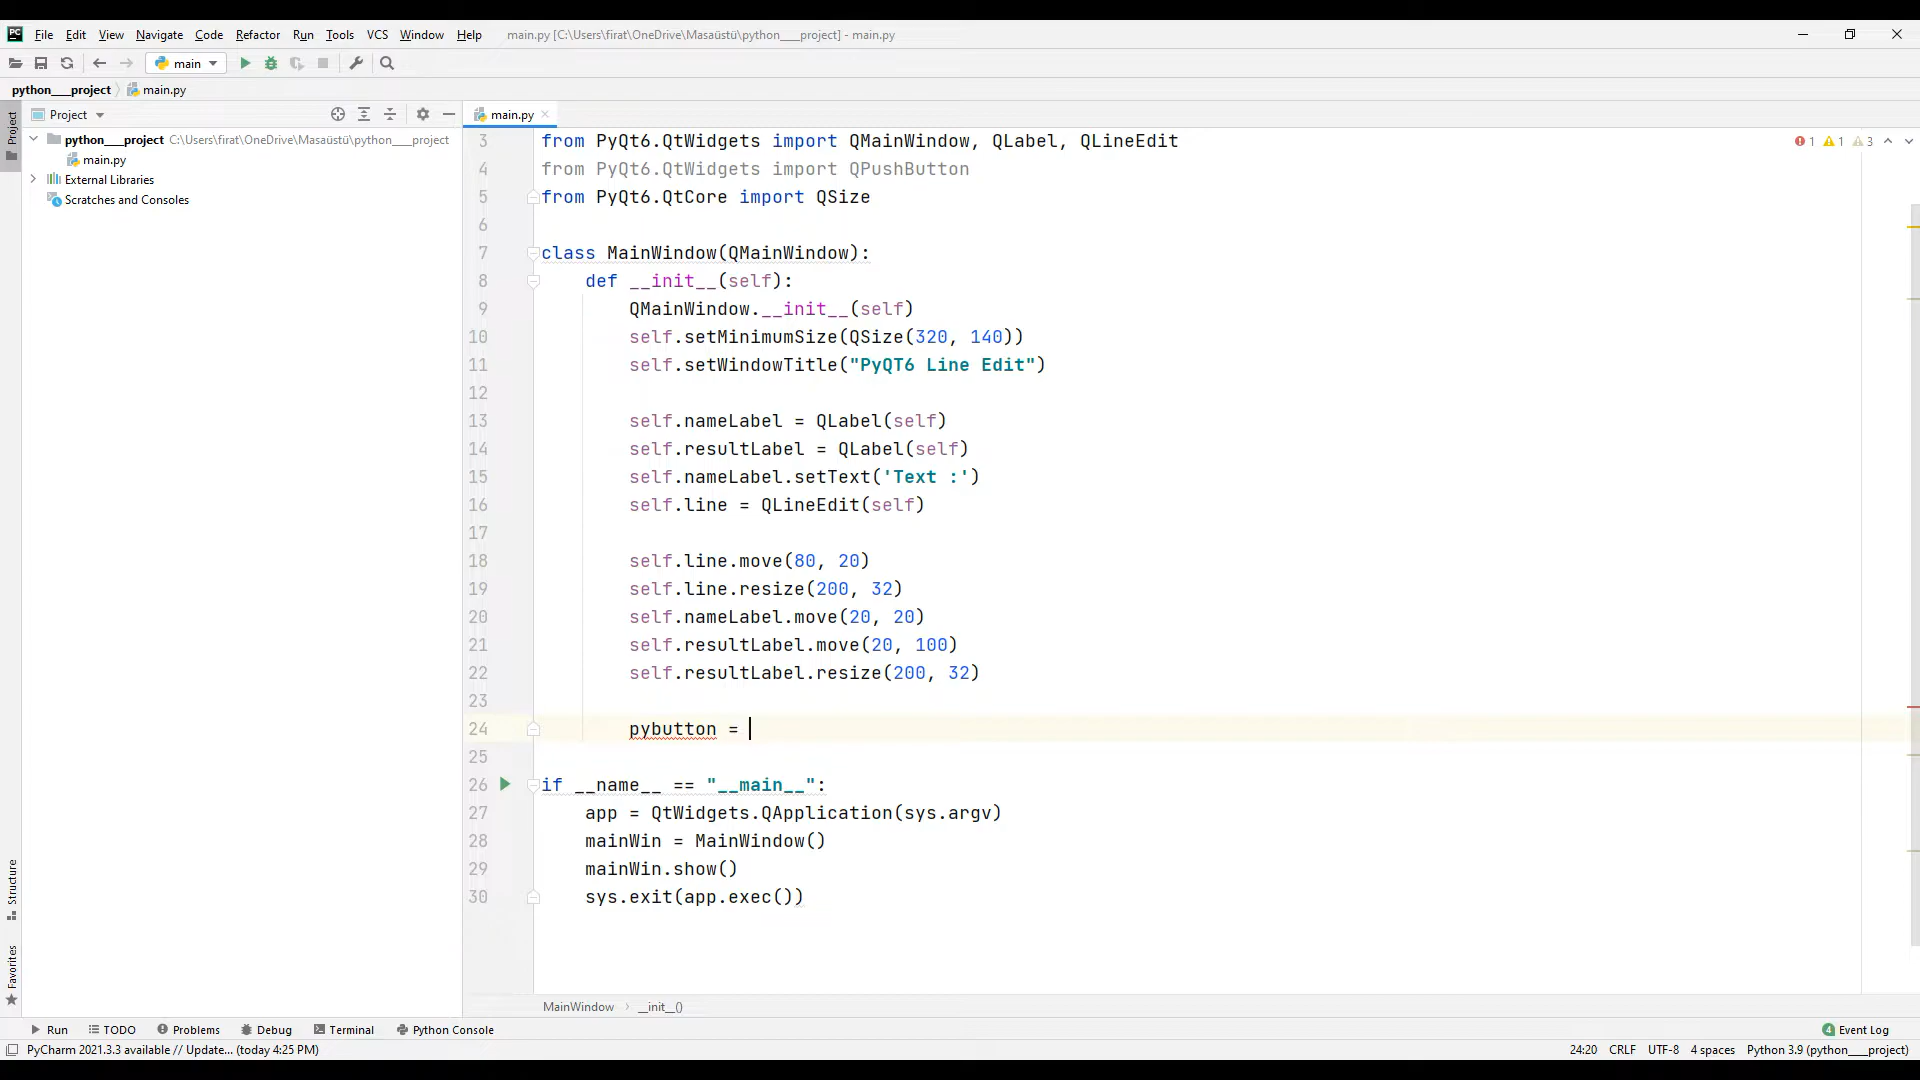 PC File Edit View Navigate Code Refactor Run Tools VCS Window Help main.py [C:\Users\firat\OneDrive\Masaüstü\python___project] - main.py
main
python___project main.py
Project
Project
main.py
python___project C:\Users\firat\OneDrive\Masaüstü\python___project
main.py
External Libraries
Scratches and Consoles
1 1 3
3 from PyQt6.QtWidgets import QMainWindow, QLabel, QLineEdit
4 from PyQt6.QtWidgets import QPushButton
5 from PyQt6.QtCore import QSize
6
7 class MainWindow(QMainWindow):
8 def __init__(self):
9 QMainWindow.__init__(self)
10 self.setMinimumSize(QSize(320, 140))
11 self.setWindowTitle("PyQT6 Line Edit")
12
13 self.nameLabel = QLabel(self)
14 self.resultLabel = QLabel(self)
15 self.nameLabel.setText('Text :')
16 self.line = QLineEdit(self)
17
18 self.line.move(80, 20)
19 self.line.resize(200, 32)
20 self.nameLabel.move(20, 20)
21 self.resultLabel.move(20, 100)
22 self.resultLabel.resize(200, 32)
23
24 pybutton =
25
26 if __name__ == "__main__":
27 app = QtWidgets.QApplication(sys.argv)
28 mainWin = MainWindow()
29 mainWin.show()
30 sys.exit(app.exec())
Structure
Favorites
MainWindow __init__()
Run TODO Problems Debug Terminal Python Console 4 Event Log
PyCharm 2021.3.3 available // Update... (today 4:25 PM) 24:20 CRLF UTF-8 4 spaces Python 3.9 (python___project)